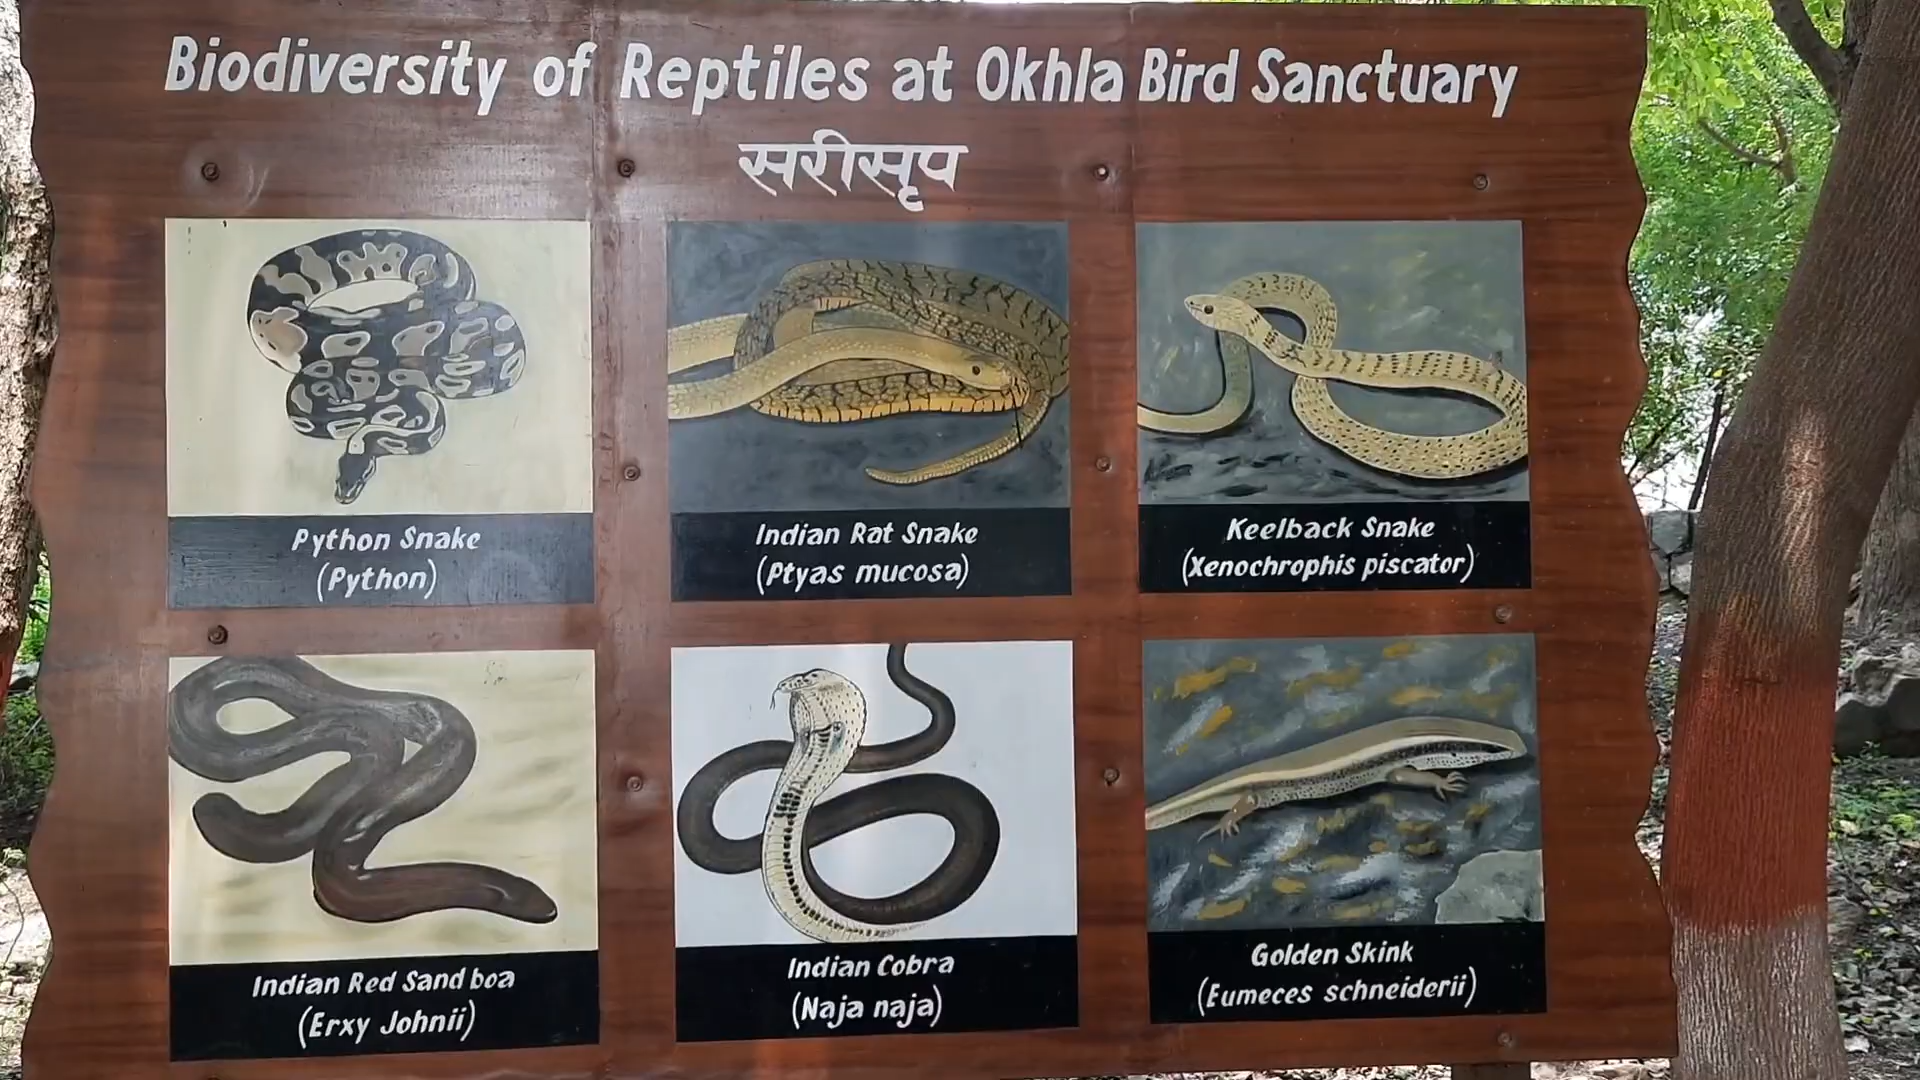 Biodiversity of Reptiles at Okhla Bird Sanctuary
सरीसृप
Python Snake
(Python)
Indian Rat Snake
(Ptyas mucosa)
Keelback Snake
(Xenochrophis piscator)
Indian Red Sand boa
(Erxy Johnii)
Indian Cobra
(Naja naja)
Golden Skink
(Eumeces schneiderii)